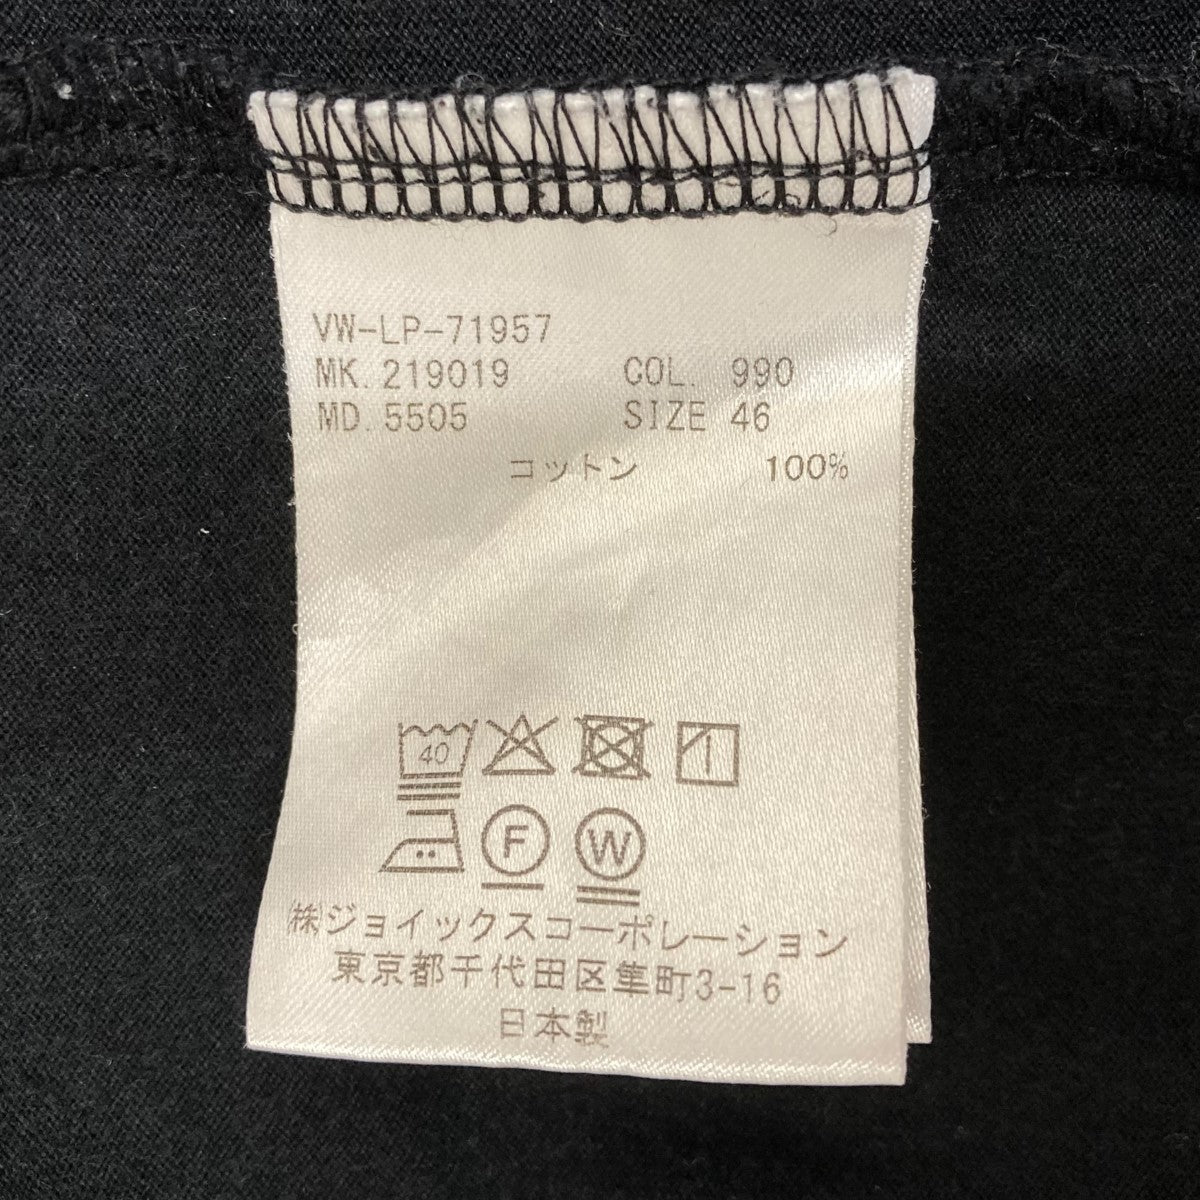 VW-LP-71957
MK. 219019 COL. 990
MD. 5505 SIZE 46
コットン 100%
40
F W
㈱ジョイックスコーポレーション
東京都千代田区隼町3-16
日本製